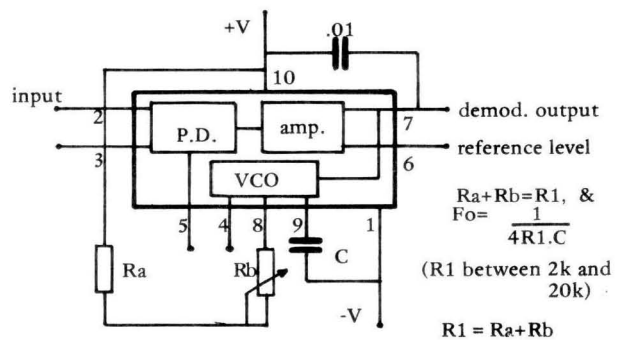 +V
.01
10
input
2
7
demod. output
P.D.
amp.
3
6
reference level
VCO
Ra+Rb=R1, &
Fo= 1
4R1.C
5
4
8
9
1
C
Ra
Rb
(R1 between 2k and
20k)
-V
R1 = Ra+Rb